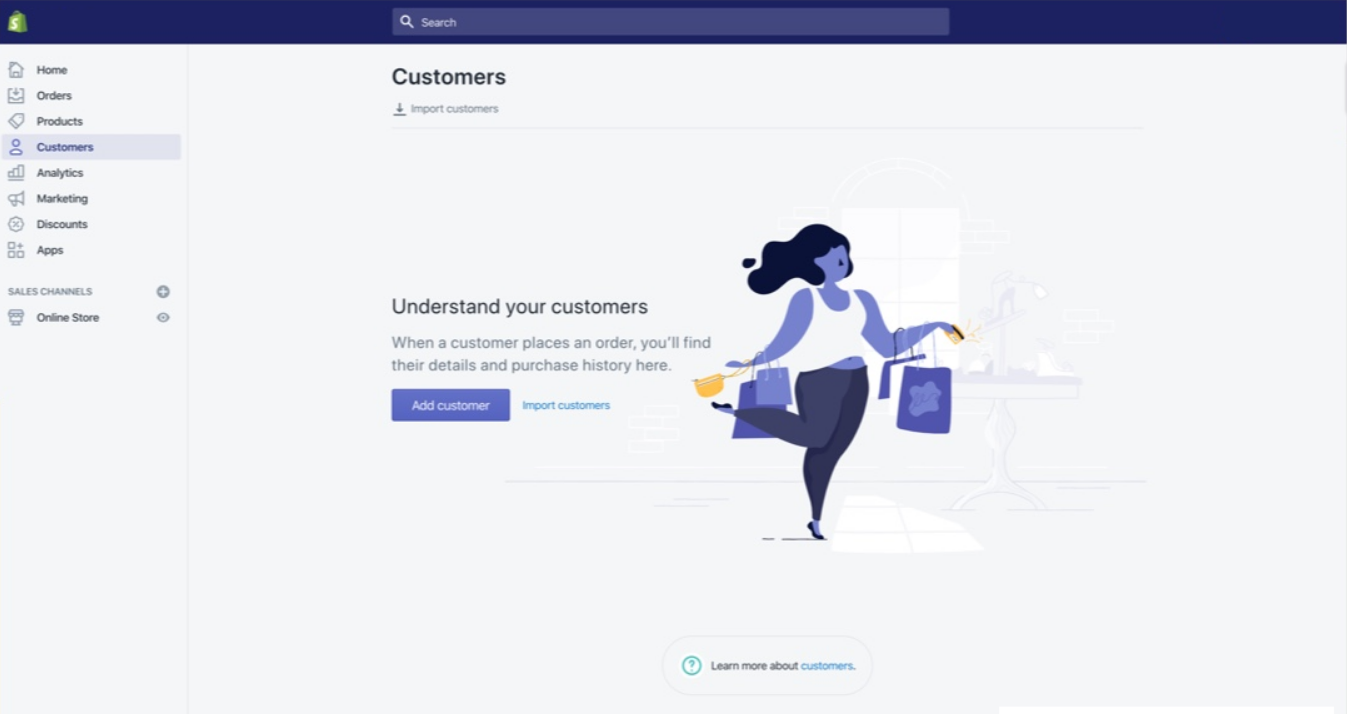 Search
Home
Orders
Products
Customers
Analytics
Marketing
Discounts
Apps
SALES CHANNELS
Online Store
Customers
Import customers
Understand your customers
When a customer places an order, you'll find
their details and purchase history here.
Add customer
Import customers
Learn more about customers.